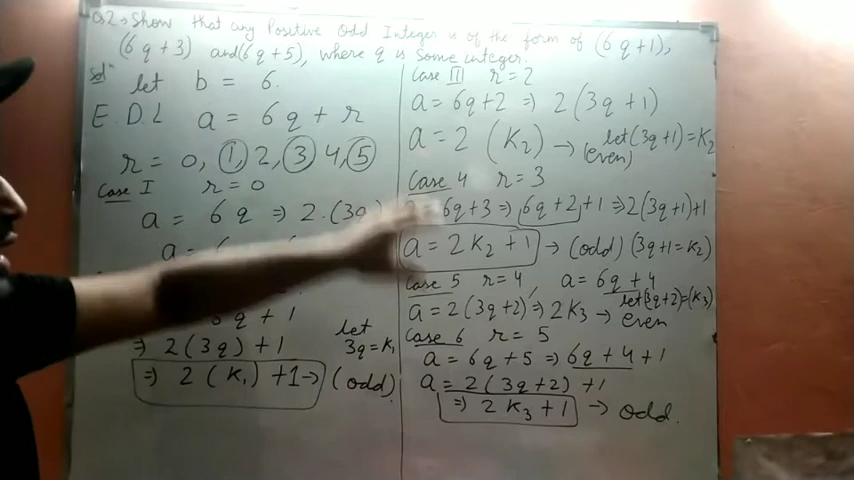 Q2→ Show that any Positive Odd Integer is of the form of (6q+1),
(6q+3) and (6q+5), where q is some integer.
Solⁿ let b = 6.
E.D.L a = 6q + r
r = 0, 1, 2, 3 4, 5
Case I r = 0
a = 6q ⇒ 2.(3q)
a =
q + 1
⇒ 2(3q) + 1
let
3q = K₁
⇒ 2(K₁) + 1 → (odd)
Case III r = 2
a = 6q+2 ⇒ 2(3q+1)
a = 2 (K₂) → let (3q+1) = K₂
(even)
Case 4 r = 3
6q+3 ⇒ 6q+2+1 ⇒ 2(3q+1)+1
a = 2K₂ + 1 → (odd) (3q+1=K₂)
Case 5 r = 4, a = 6q+4
let (3q+2) = (K₃)
a = 2(3q+2) ⇒ 2K₃ → even
Case 6 r = 5
a = 6q+5 ⇒ 6q+4+1
a = 2(3q+2) +1
⇒ 2K₃+1 → odd.